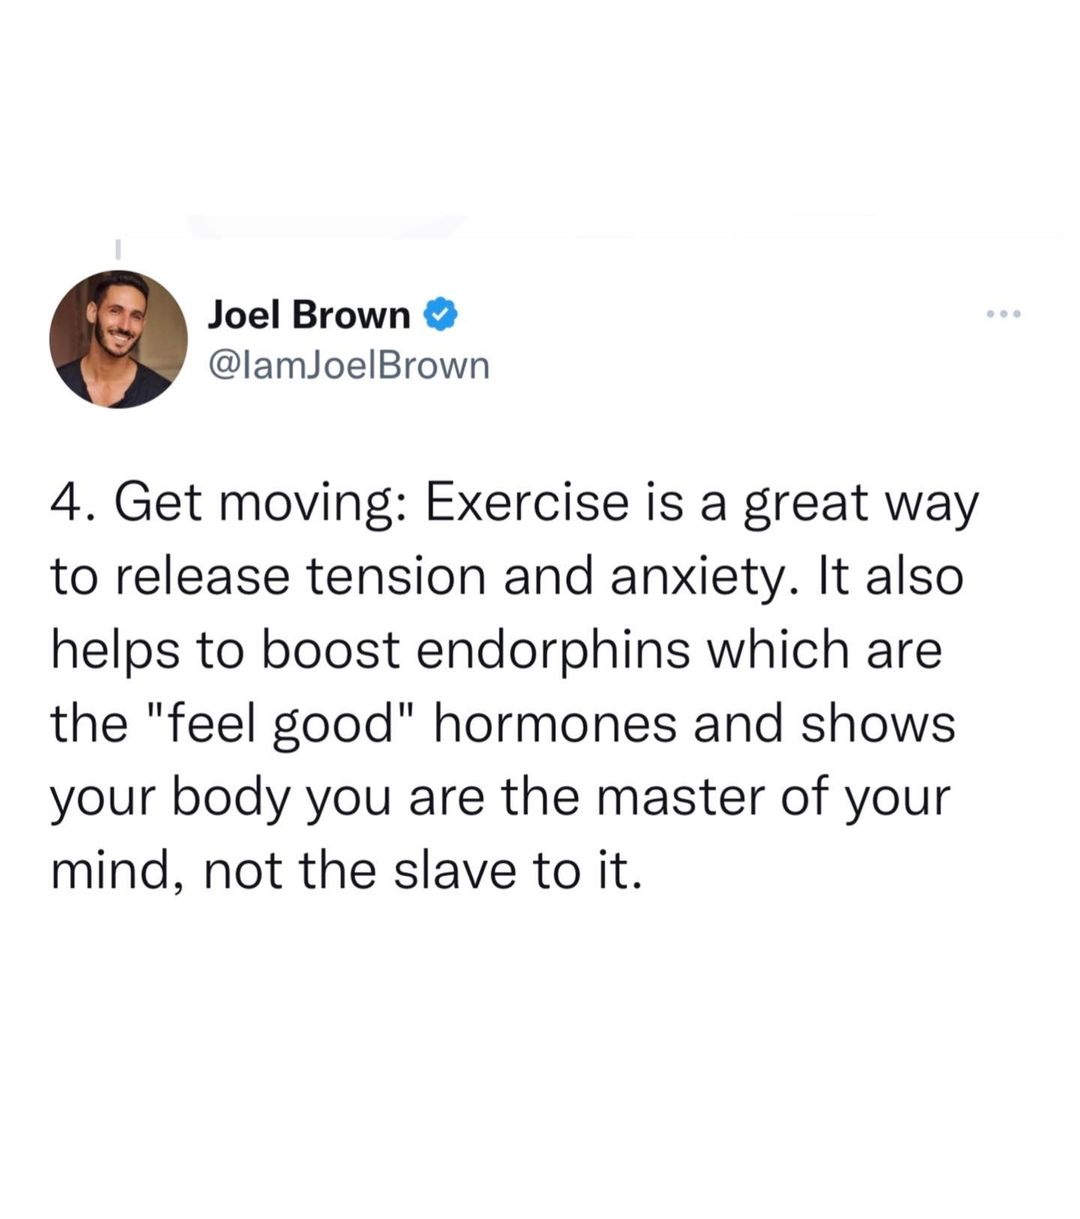 Joel Brown
@IamJoelBrown
4. Get moving: Exercise is a great way
to release tension and anxiety. It also
helps to boost endorphins which are
the "feel good" hormones and shows
your body you are the master of your
mind, not the slave to it.